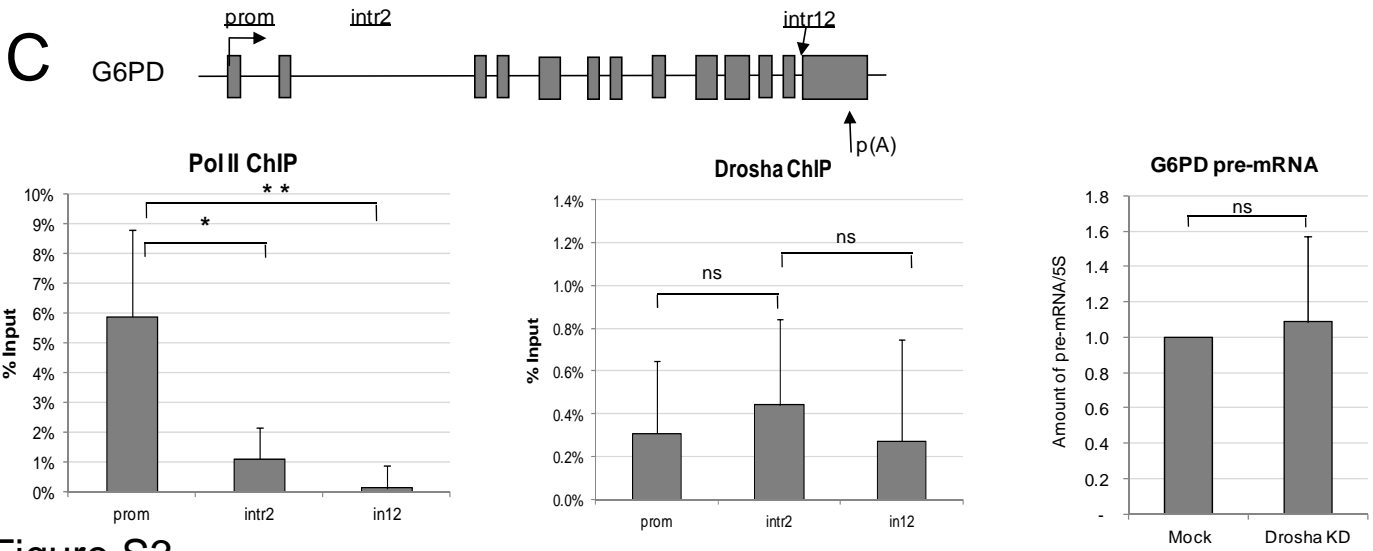 prom intr2 intr12
C G6PD
p(A)
Pol II ChIP
* *
*
10%
9%
8%
7%
6%
5%
4%
3%
2%
1%
0%
% Input
prom intr2 in12
Drosha ChIP
ns
ns
1.4%
1.2%
1.0%
0.8%
0.6%
0.4%
0.2%
0.0%
% Input
prom intr2 in12
G6PD pre-mRNA
ns
1.8
1.6
1.4
1.2
1.0
0.8
0.6
0.4
0.2
-
Amount of pre-mRNA/5S
Mock Drosha KD
Figure S2